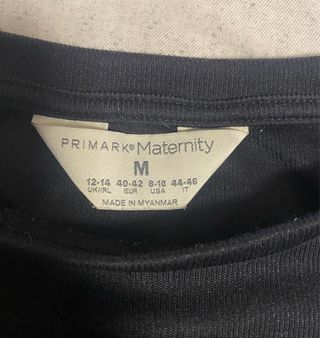 PRIMARK® Maternity
M
12-14 40-42 8-10 44-46
UK/IRL EUR USA IT
MADE IN MYANMAR